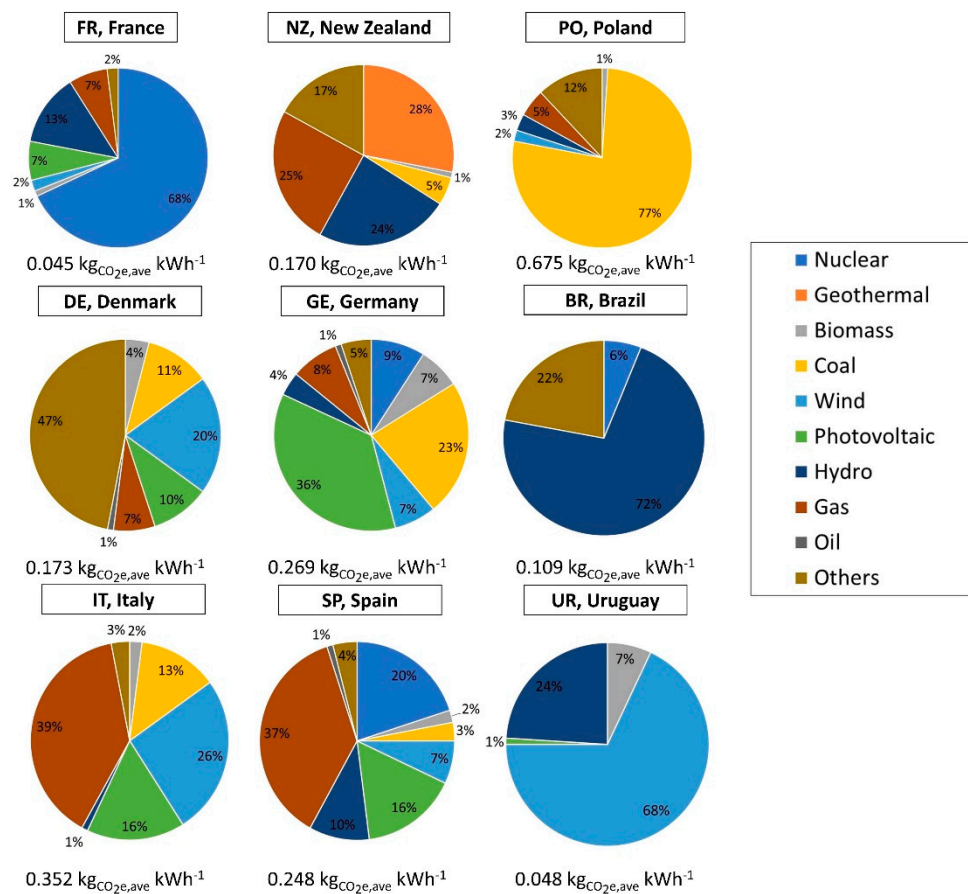 FR, France
2%
7%
13%
7%
2%
1%
68%
0.045 kgCO2e,ave kWh-1
NZ, New Zealand
17%
28%
1%
5%
24%
25%
0.170 kgCO2e,ave kWh-1
PO, Poland
1%
12%
5%
3%
2%
77%
0.675 kgCO2e,ave kWh-1
DE, Denmark
4%
11%
20%
10%
7%
1%
47%
0.173 kgCO2e,ave kWh-1
GE, Germany
1%
5%
9%
8%
7%
4%
23%
36%
7%
0.269 kgCO2e,ave kWh-1
BR, Brazil
6%
22%
72%
0.109 kgCO2e,ave kWh-1
IT, Italy
3%
2%
13%
39%
26%
16%
1%
0.352 kgCO2e,ave kWh-1
SP, Spain
1%
4%
20%
2%
3%
37%
7%
16%
10%
0.248 kgCO2e,ave kWh-1
UR, Uruguay
7%
24%
1%
68%
0.048 kgCO2e,ave kWh-1
Nuclear
Geothermal
Biomass
Coal
Wind
Photovoltaic
Hydro
Gas
Oil
Others